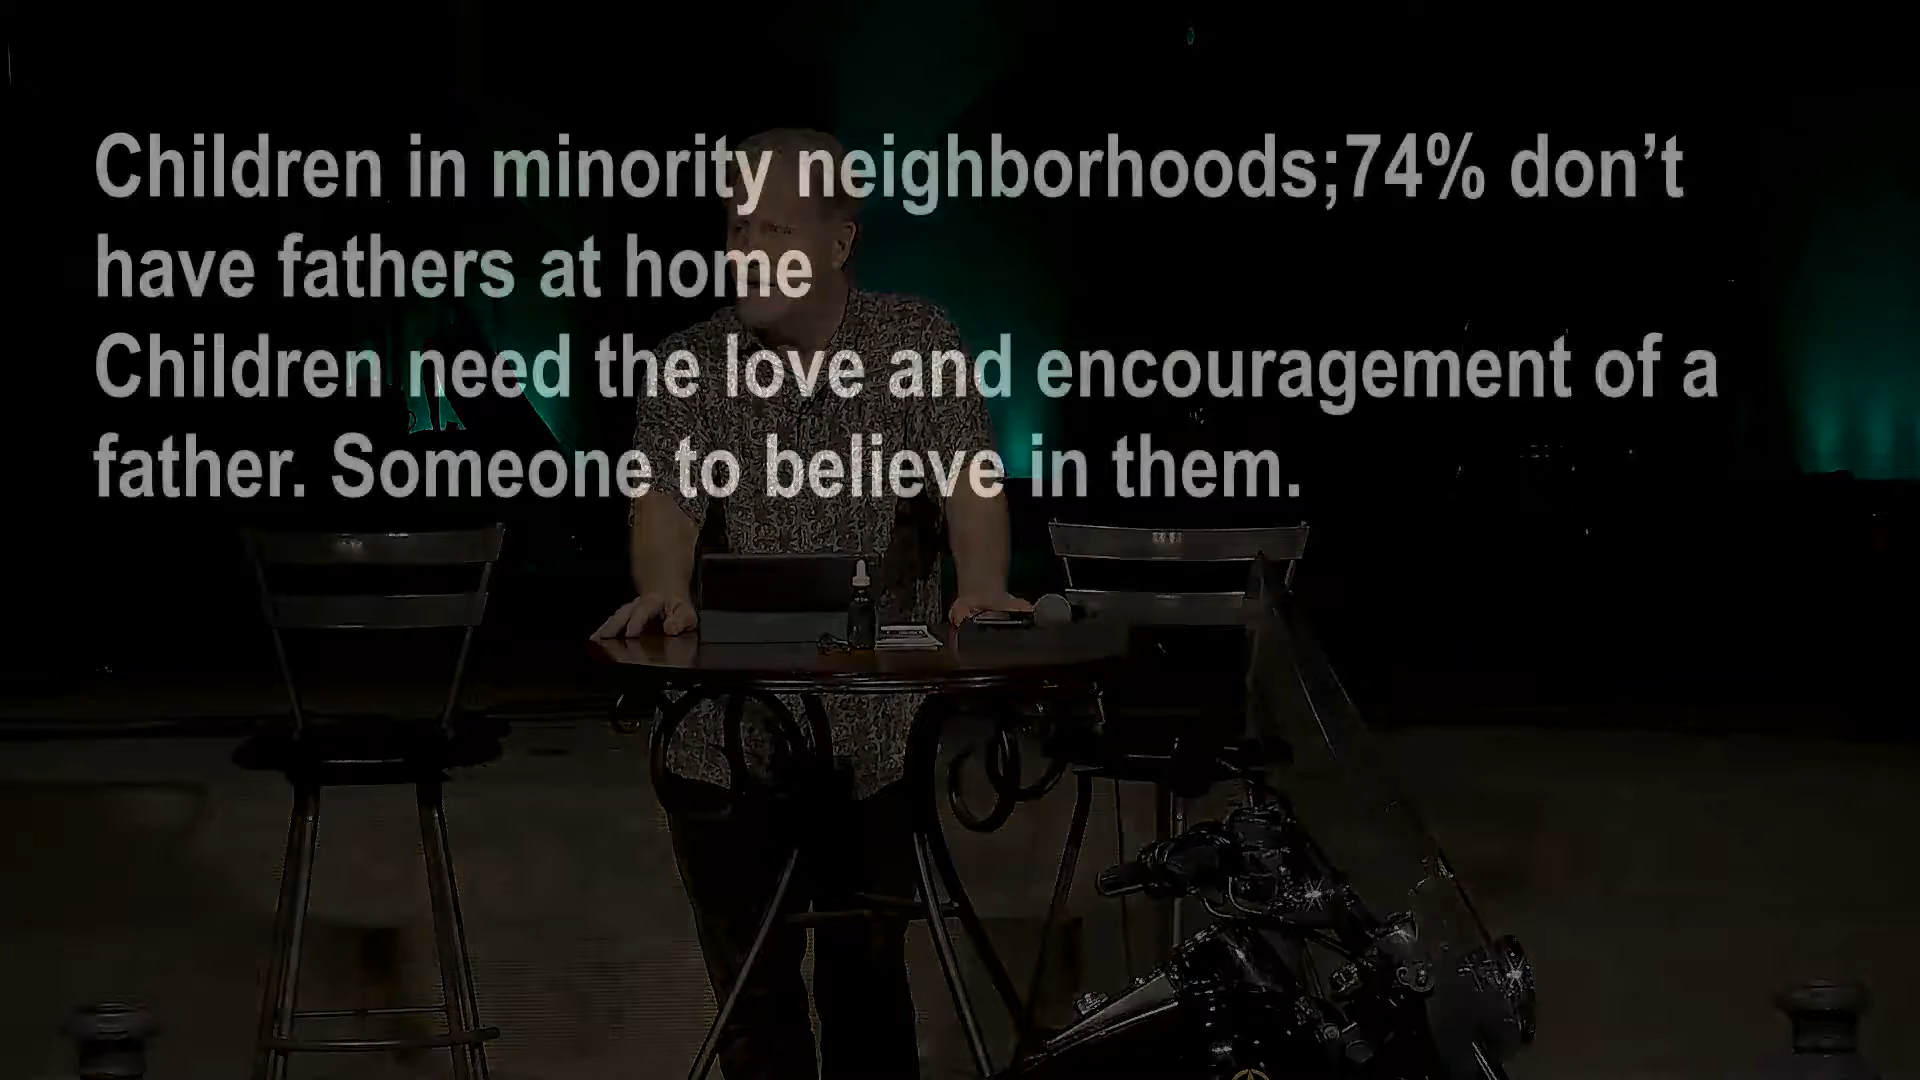 Children in minority neighborhoods;74% don’t
have fathers at home
Children need the love and encouragement of a
father. Someone to believe in them.